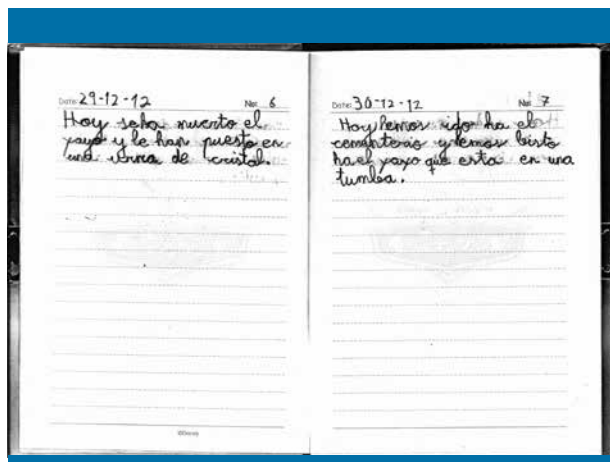 Date: 29-12-12 No: 6
Hoy seha muerto el
yayo y le han puesto en
una urna de cristal.
©Disney
Date: 30-12-12 No: 7
Hoy hemos ido ha el
cementerio y hemos bisto
ha el yayo que esta en una
tumba.